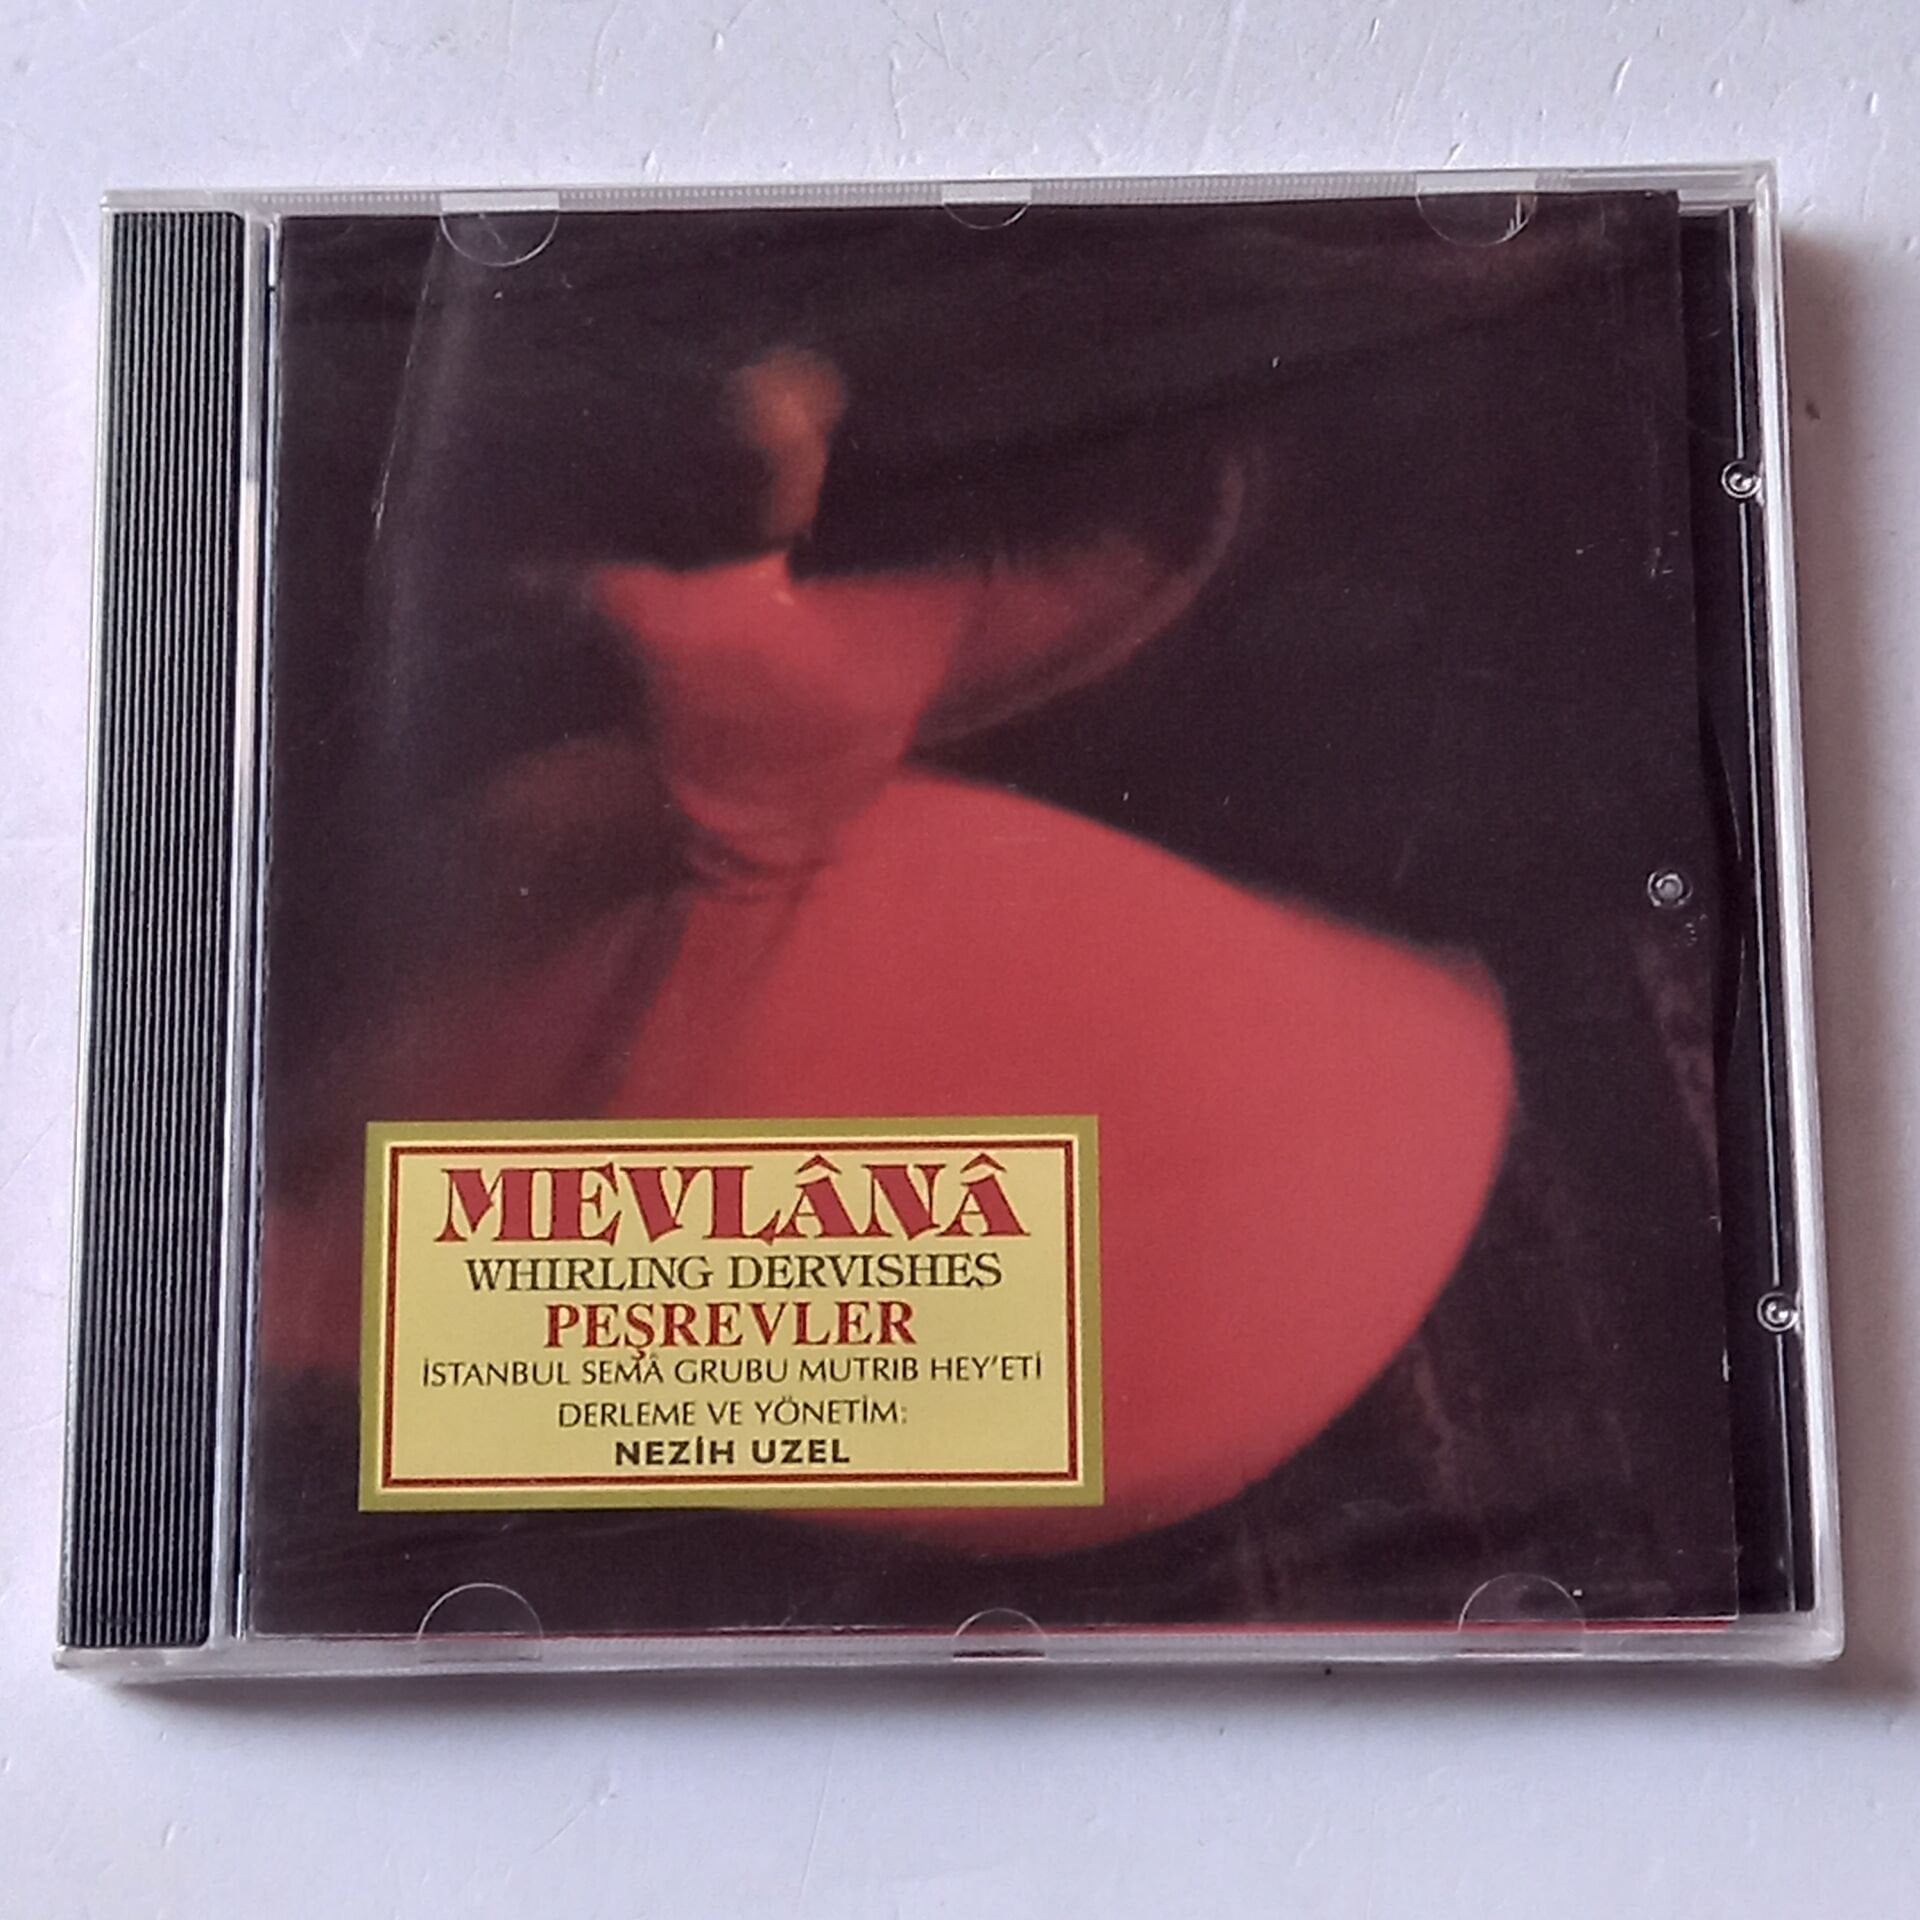 MEVLÂNÂ
WHIRLING DERVISHES
PEŞREVLER
İSTANBUL SEMÂ GRUBU MUTRIB HEY'ETİ
DERLEME VE YÖNETİM:
NEZİH UZEL